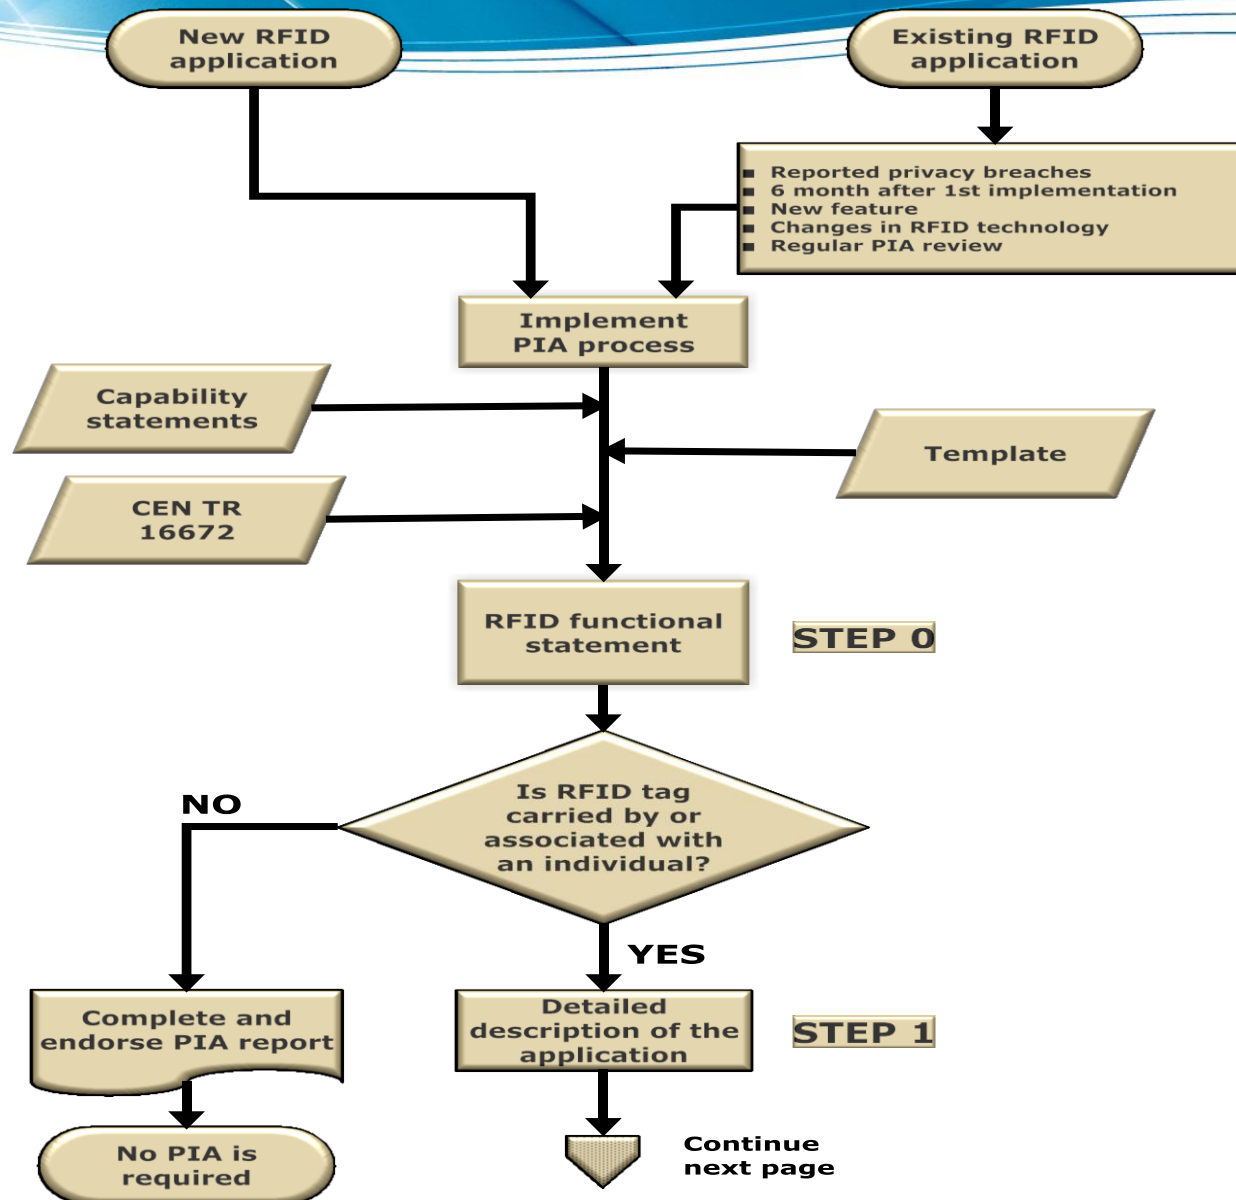 New RFID
application
Existing RFID
application
▪ Reported privacy breaches
▪ 6 month after 1st implementation
▪ New feature
▪ Changes in RFID technology
▪ Regular PIA review
Implement
PIA process
Capability
statements
Template
CEN TR
16672
RFID functional
statement
STEP 0
Is RFID tag
carried by or
associated with
an individual?
NO
YES
Complete and
endorse PIA report
Detailed
description of the
application
STEP 1
No PIA is
required
Continue
next page